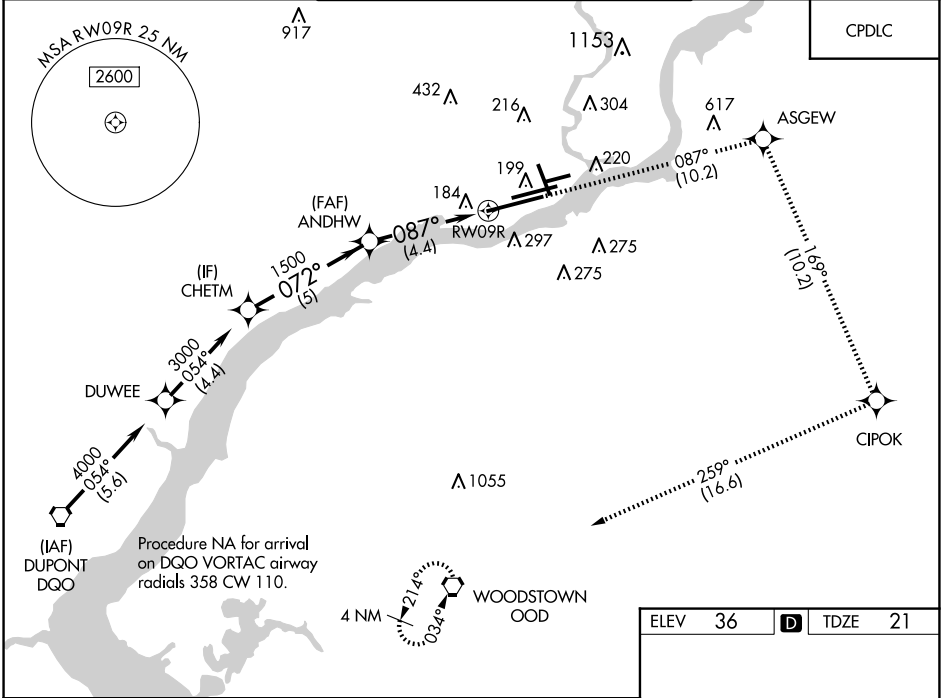 MSA RW09R 25 NM
2600
917
1153
CPDLC
432
216
304
617
ASGEW
199
220
087°
(10.2)
(FAF)
ANDHW
184
087°
(4.4)
RW09R
297
275
275
(IF)
CHETM
1500
072°
(5)
169°
(10.2)
3000
054°
(4.4)
DUWEE
CIPOK
4000
054°
(5.6)
1055
259°
(16.6)
(IAF)
DUPONT
DQO
Procedure NA for arrival
on DQO VORTAC airway
radials 358 CW 110.
4 NM
214°
034°
WOODSTOWN
OOD
ELEV 36 D TDZE 21